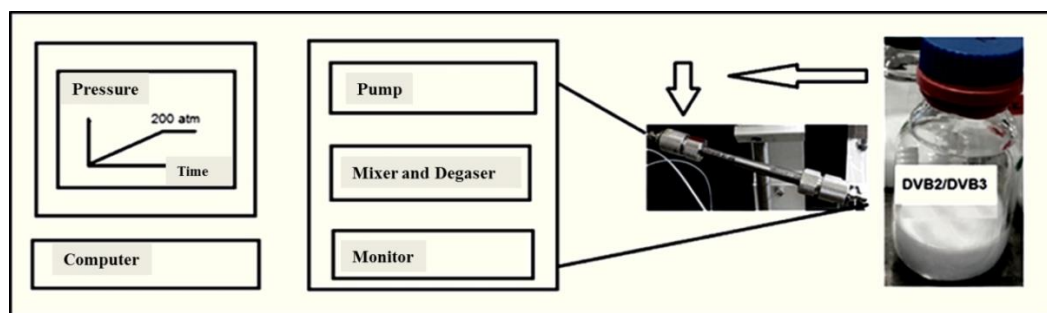 Pressure
200 atm
Time
Computer
Pump
Mixer and Degaser
Monitor
DVB2/DVB3